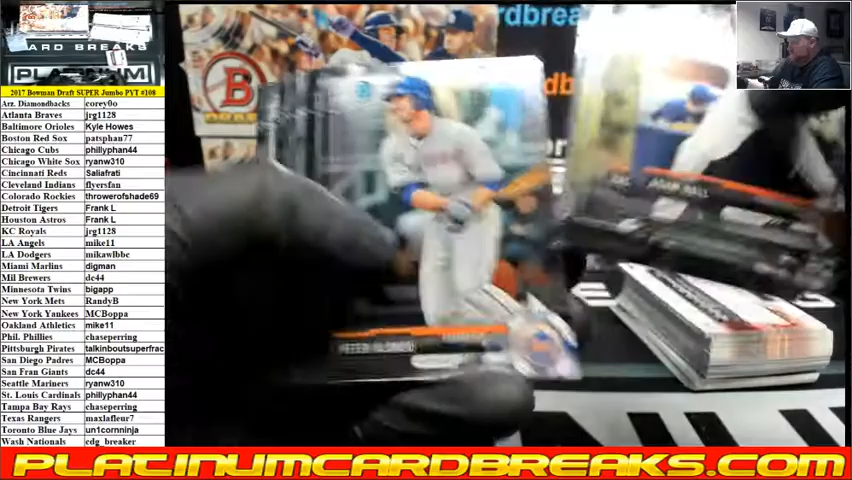 CARD BREAKS
PLATINUM
2017 Bowman Draft SUPER Jumbo PYT #108
Arz. Diamondbacks corey0o
Atlanta Braves jrg1128
Baltimore Orioles Kyle Howes
Boston Red Sox patsphan77
Chicago Cubs phillyphan44
Chicago White Sox ryanw310
Cincinnati Reds Saliafrati
Cleveland Indians flyersfan
Colorado Rockies throwerofshade69
Detroit Tigers Frank L
Houston Astros Frank L
KC Royals jrg1128
LA Angels mike11
LA Dodgers mikawlbbc
Miami Marlins digman
Mil Brewers dc44
Minnesota Twins bigapp
New York Mets RandyB
New York Yankees MCBoppa
Oakland Athletics mike11
Phil. Phillies chaseperring
Pittsburgh Pirates talkinboutsuperfrac
San Diego Padres MCBoppa
San Fran Giants dc44
Seattle Mariners ryanw310
St. Louis Cardinals phillyphan44
Tampa Bay Rays chaseperring
Texas Rangers maxlafleur7
Toronto Blue Jays un1cornninja
Wash Nationals cdg_breaker
rdbrea
B
PETER ALONSO
ADAM HALL
PLATINUMCARDBREAKS.COM